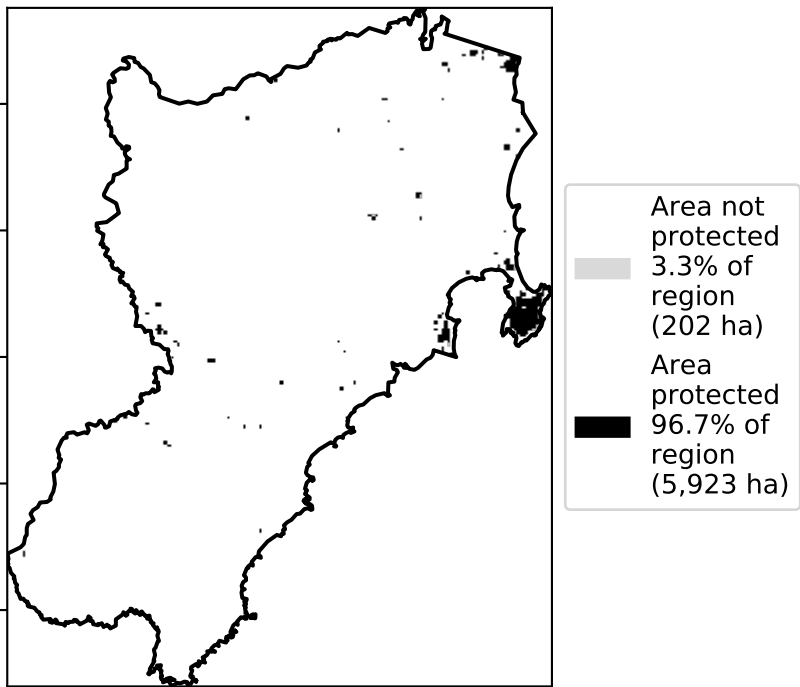 Area not
protected
3.3% of
region
(202 ha)
Area
protected
96.7% of
region
(5,923 ha)